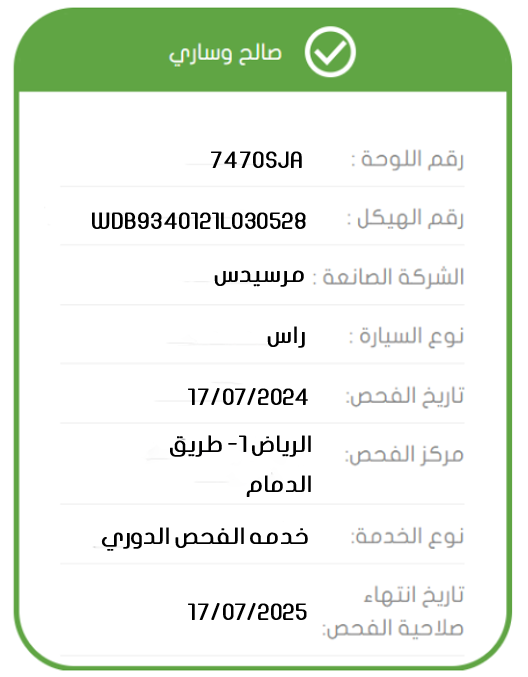 صالح وساري
رقم اللوحة : 7470SJA
رقم الهيكل : WDB9340121L030528
الشركة الصانعة : مرسيدس
نوع السيارة : راس
تاريخ الفحص: 17/07/2024
مركز الفحص: الرياض1- طريق
الدمام
نوع الخدمة: خدمه الفحص الدوري
تاريخ انتهاء
صلاحية الفحص: 17/07/2025